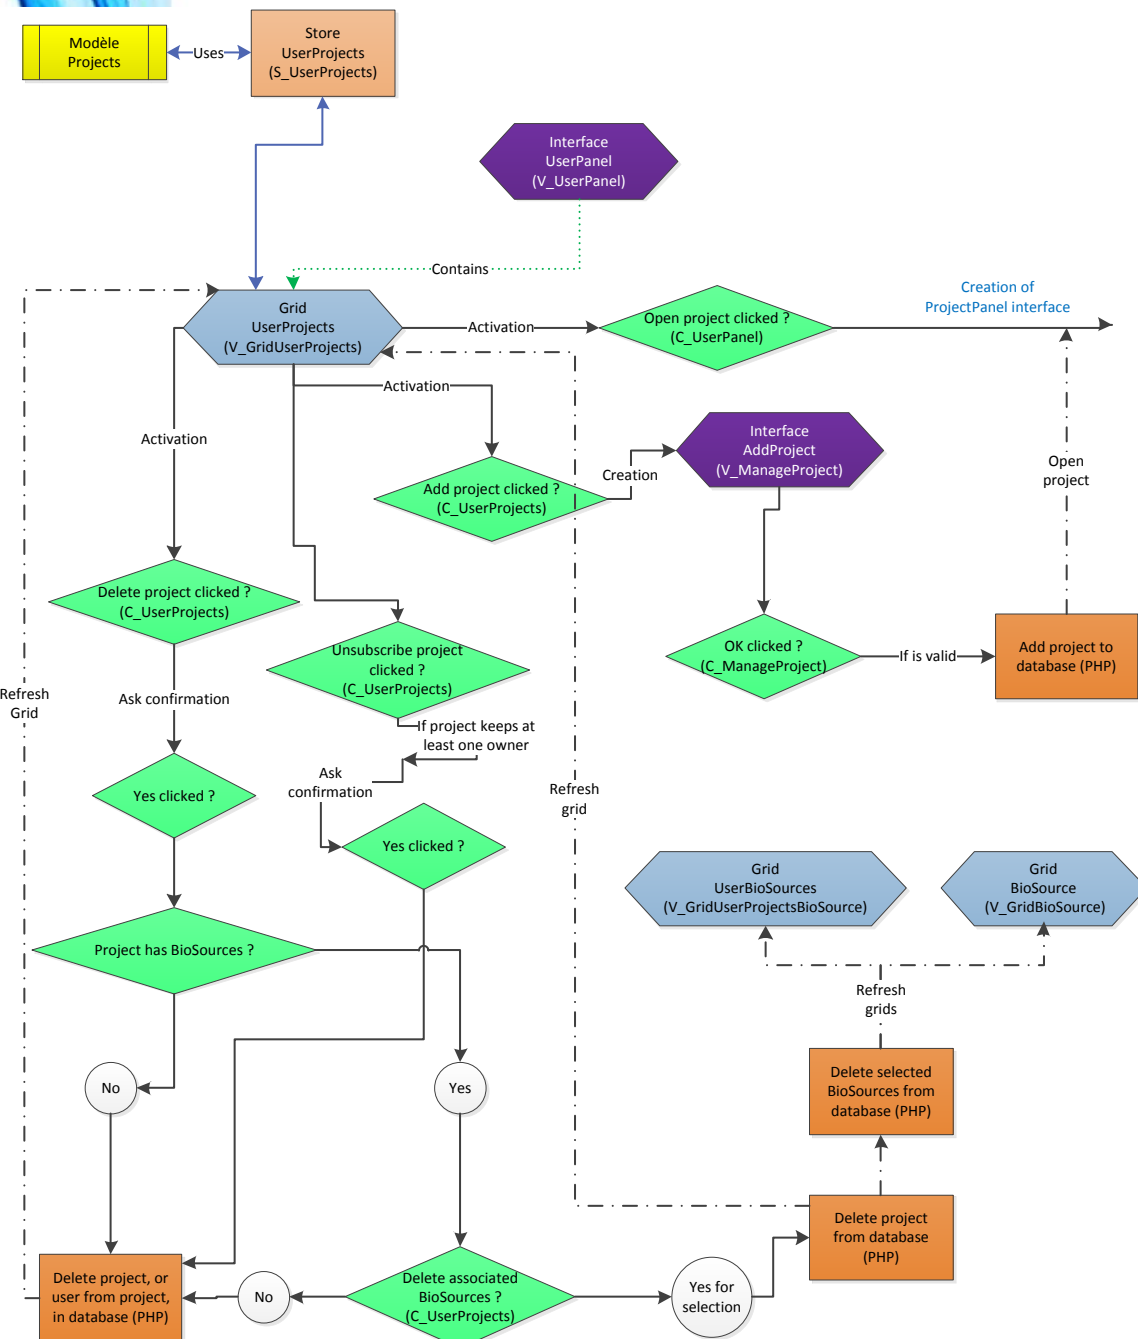 Modèle
Projects
Uses
Store
UserProjects
(S_UserProjects)
Interface
UserPanel
(V_UserPanel)
Contains
Grid
UserProjects
(V_GridUserProjects)
Activation
Open project clicked ?
(C_UserPanel)
Creation of
ProjectPanel interface
Activation
Activation
Interface
AddProject
(V_ManageProject)
Creation
Add project clicked ?
(C_UserProjects)
Open
project
Delete project clicked ?
(C_UserProjects)
Unsubscribe project
clicked ?
(C_UserProjects)
OK clicked ?
(C_ManageProject)
If is valid
Add project to
database (PHP)
Refresh
Grid
Ask confirmation
If project keeps at
least one owner
Ask
confirmation
Refresh
grid
Yes clicked ?
Yes clicked ?
Grid
UserBioSources
(V_GridUserProjectsBioSource)
Grid
BioSource
(V_GridBioSource)
Project has BioSources ?
Refresh
grids
No
Yes
Delete selected
BioSources from
database (PHP)
Delete project
from database
(PHP)
Delete project, or
user from project,
in database (PHP)
No
Delete associated
BioSources ?
(C_UserProjects)
Yes for
selection